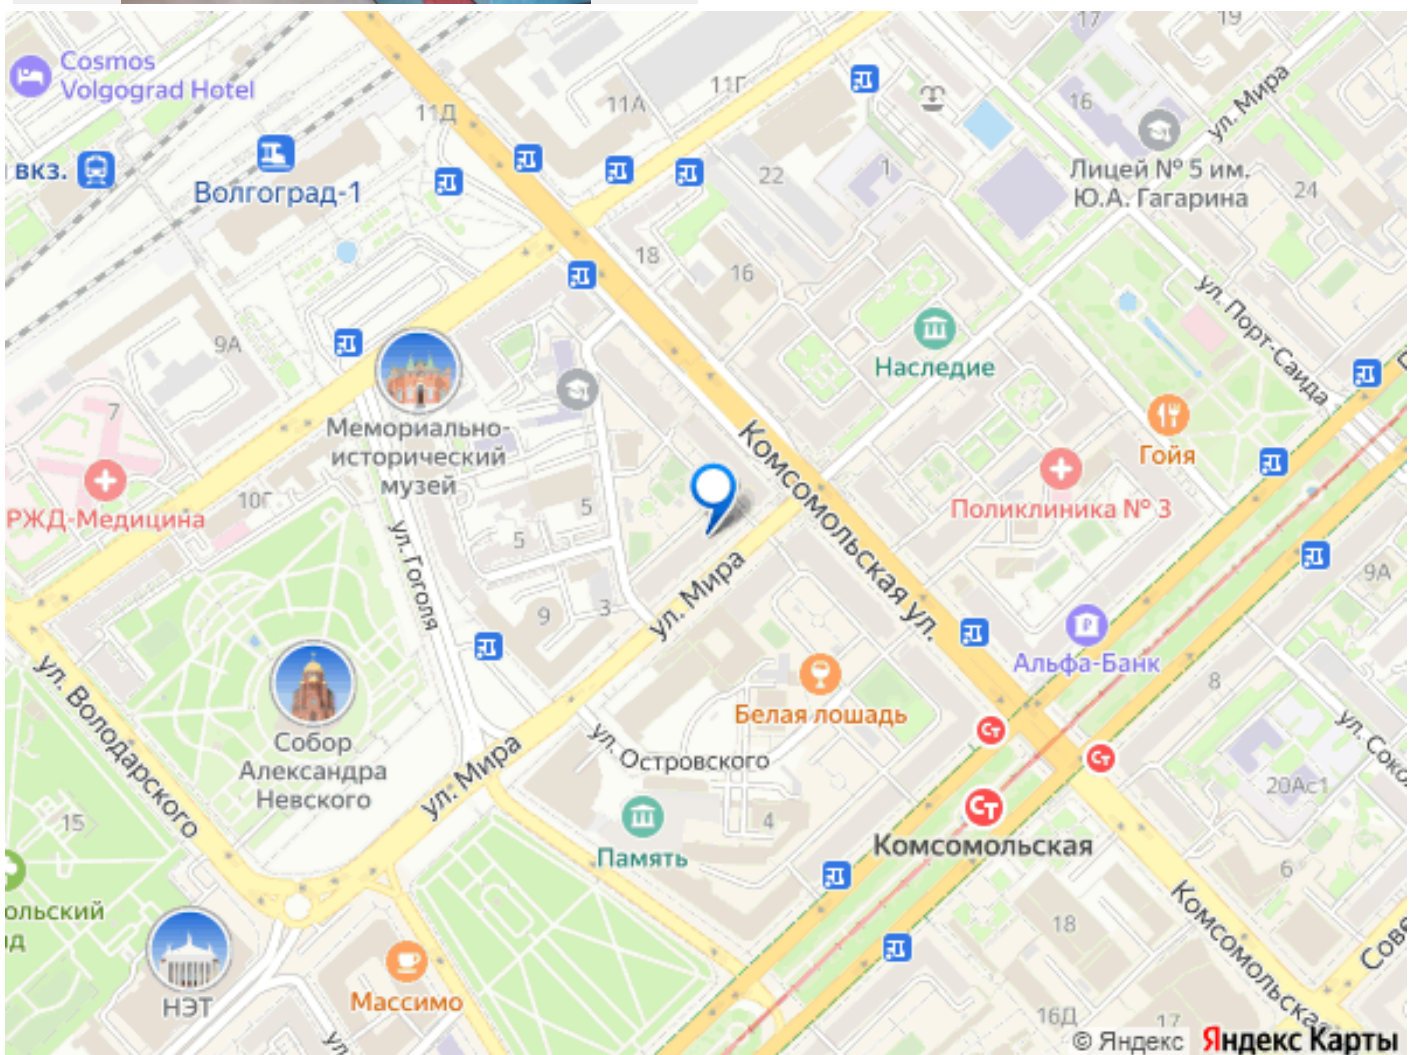 17
19
Cosmos
Volgograd Hotel
11Д
11А
11Г
16
ул. Мира
вкз.
Волгоград-1
22
1
Лицей № 5 им.
Ю.А. Гагарина
24
18
16
ул. Порт-Саида
9А
Наследие
7
Мемориально-
исторический
музей
Гойя
Комсомольская ул.
РЖД-Медицина
10Г
5
5
Поликлиника № 3
ул. Гоголя
ул. Мира
9А
9
3
Альфа-Банк
8
ул. Володарского
Белая лошадь
Собор
Александра
Невского
ул. Островского
ул. Мира
20Ас1
15
4
Память
Комсомольская
6
ольский
18
Комсомольская
НЭТ
Массимо
16Д
17
ул.
© Яндекс Яндекс Карты